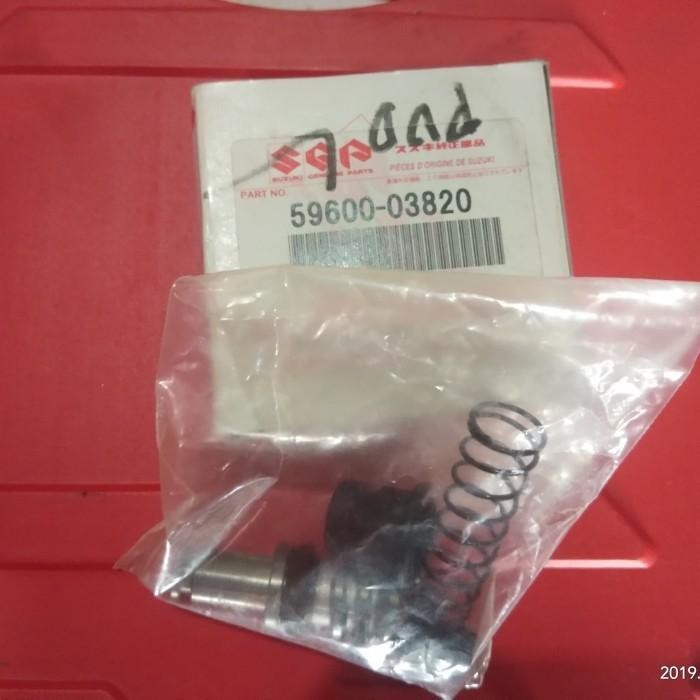 SGP
スズキ純正部品
SUZUKI GENUINE PARTS
PIÈCES D'ORIGINE DE SUZUKI
PART NO.
59600-03820
2019.